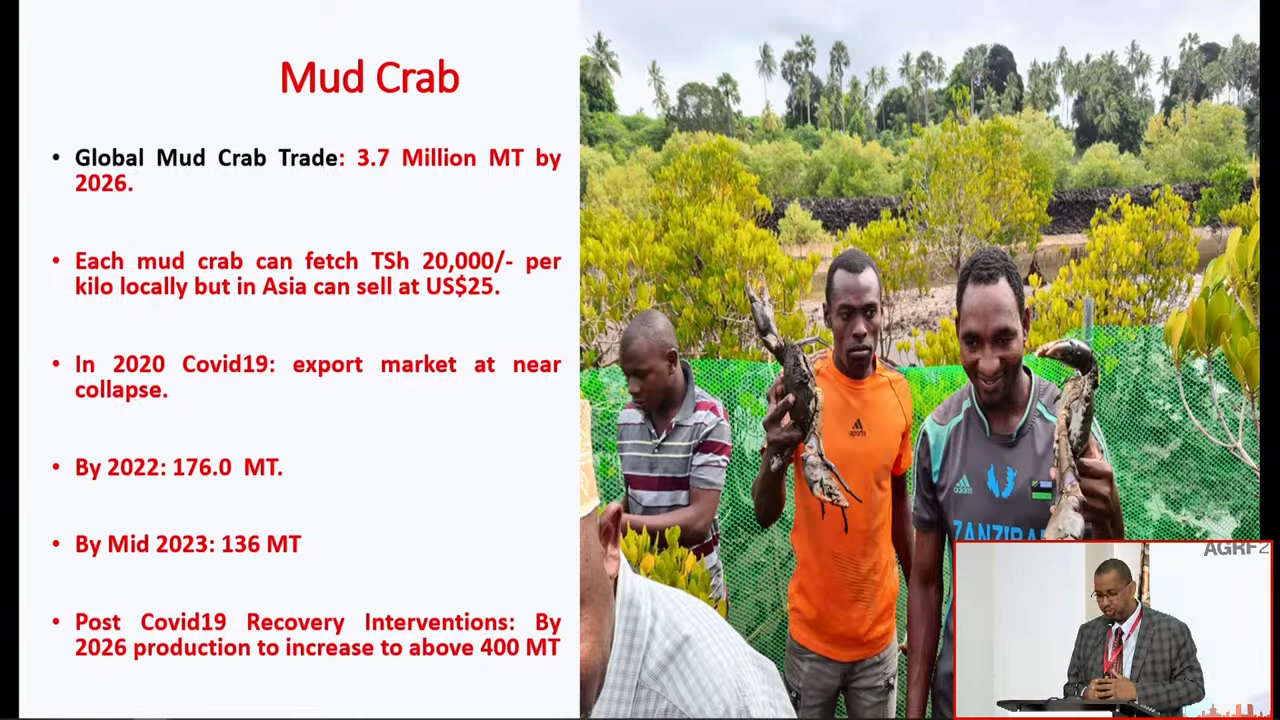 Mud Crab
• Global Mud Crab Trade: 3.7 Million MT by
2026.
• Each mud crab can fetch TSh 20,000/- per
kilo locally but in Asia can sell at US$25.
• In 2020 Covid19: export market at near
collapse.
• By 2022: 176.0 MT.
• By Mid 2023: 136 MT
• Post Covid19 Recovery Interventions: By
2026 production to increase to above 400 MT
sports
adidas
ZANZIBA
AGRF2